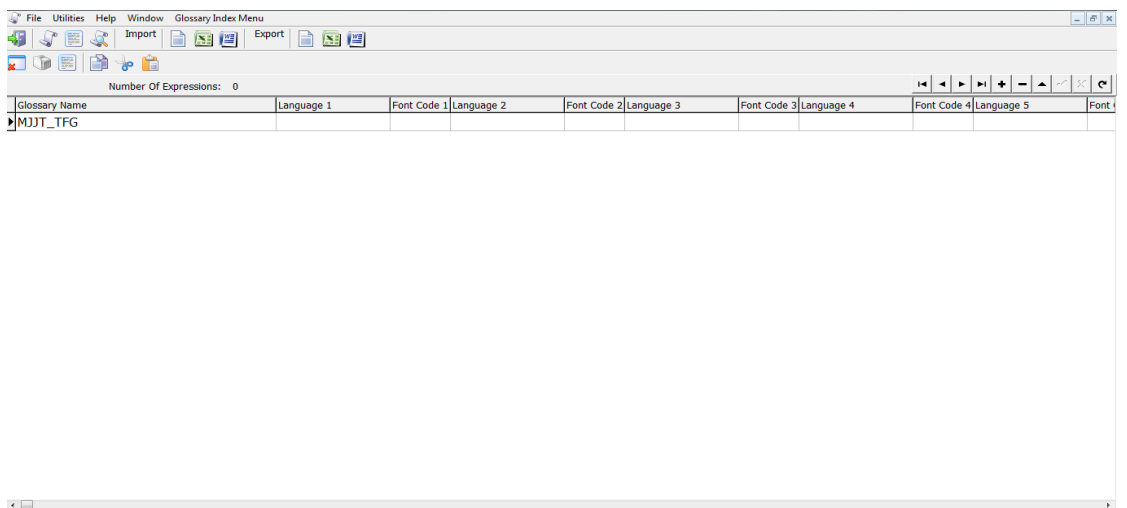 File Utilities Help Window Glossary Index Menu
Import Export
Number Of Expressions: 0
Glossary Name Language 1 Font Code 1 Language 2 Font Code 2 Language 3 Font Code 3 Language 4 Font Code 4 Language 5 Font
MJJT_TFG